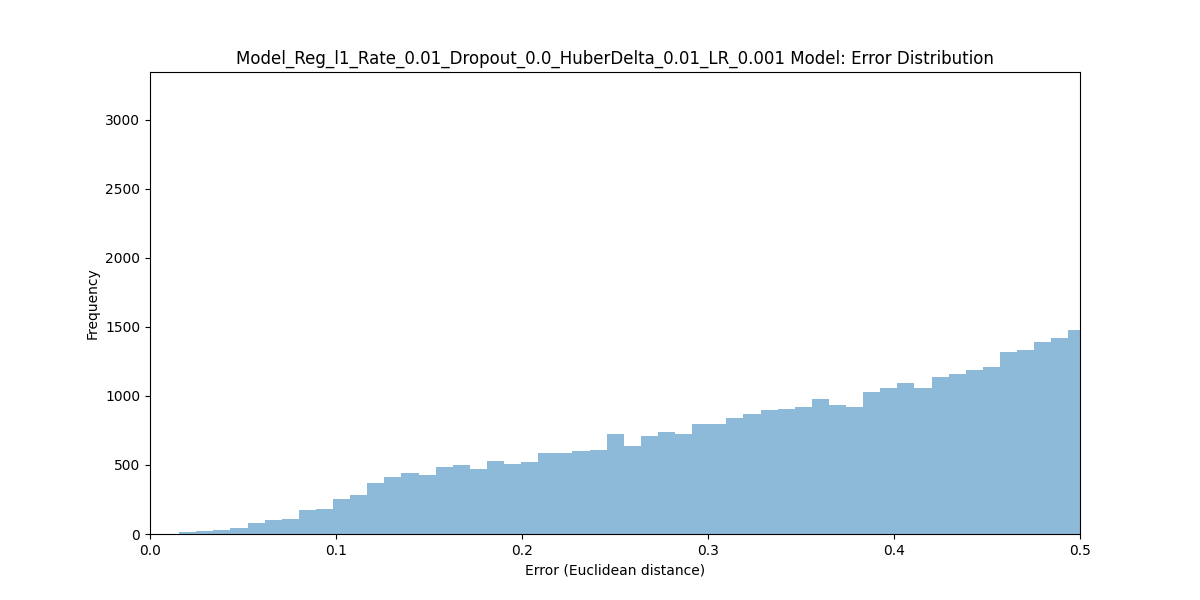 Model_Reg_l1_Rate_0.01_Dropout_0.0_HuberDelta_0.01_LR_0.001 Model: Error Distribution
3000
2500
2000
1500
1000
500
0
Frequency
0.0 0.1 0.2 0.3 0.4 0.5
Error (Euclidean distance)